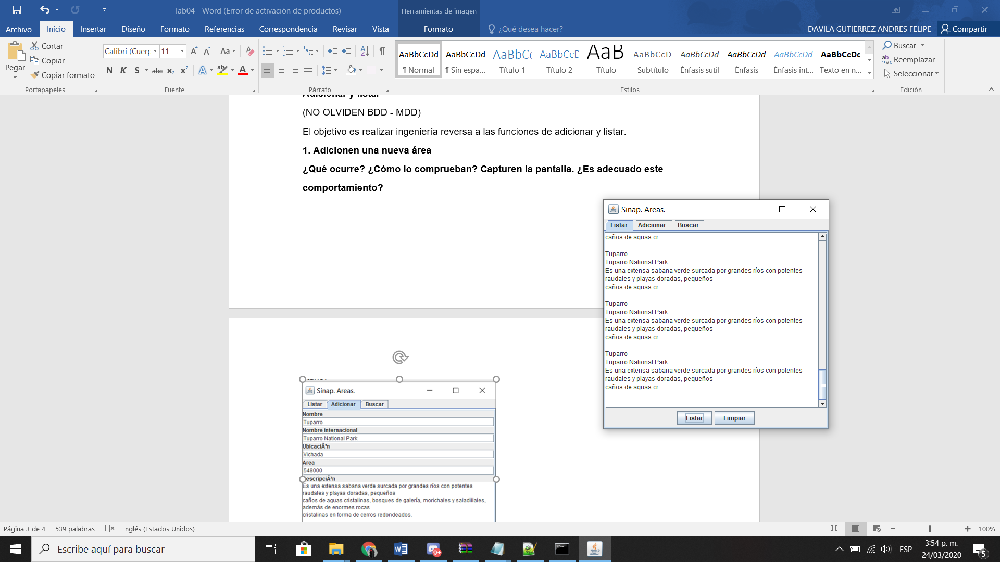 lab04 - Word (Error de activación de productos)
Herramientas de imagen
Archivo Inicio Insertar Diseño Formato Referencias Correspondencia Revisar Vista Formato ¿Qué desea hacer? DAVILA GUTIERREZ ANDRES FELIPE Compartir
Pegar
Cortar
Copiar
Copiar formato
Portapapeles
Calibri (Cuerp 11
Aa
N K S abc x₂ x² A ab A
Fuente
Párrafo
AaBbCcDd AaBbCcDd AaBbC( AaBbCcD AaB AaBbCcD AaBbCcDd AaBbCcDd AaBbCcDd AaBbCcDc
¶ Normal ¶ Sin espa... Título 1 Título 2 Título Subtítulo Énfasis sutil Énfasis Énfasis int... Texto en n...
Estilos
Buscar
Reemplazar
Seleccionar
Edición
Adicionar y listar
(NO OLVIDEN BDD - MDD)
El objetivo es realizar ingeniería reversa a las funciones de adicionar y listar.
1. Adicionen una nueva área
¿Qué ocurre? ¿Cómo lo comprueban? Capturen la pantalla. ¿Es adecuado este
comportamiento?
Sinap. Areas.
Listar Adicionar Buscar
Nombre
Tuparro
Nombre internacional
Tuparro National Park
UbicaciÃ³n
Vichada
Area
548000
escripciÃ³n
Es una extensa sabana verde surcada por grandes ríos con potentes
raudales y playas doradas, pequeños
caños de aguas cristalinas, bosques de galería, morichales y saladillales,
además de enormes rocas
cristalinas en forma de cerros redondeados.
Sinap. Areas.
Listar Adicionar Buscar
caños de aguas cr...
Tuparro
Tuparro National Park
Es una extensa sabana verde surcada por grandes ríos con potentes
raudales y playas doradas, pequeños
caños de aguas cr...
Tuparro
Tuparro National Park
Es una extensa sabana verde surcada por grandes ríos con potentes
raudales y playas doradas, pequeños
caños de aguas cr...
Tuparro
Tuparro National Park
Es una extensa sabana verde surcada por grandes ríos con potentes
raudales y playas doradas, pequeños
caños de aguas cr...
Listar Limpiar
Página 3 de 4 539 palabras Inglés (Estados Unidos) 100%
Escribe aquí para buscar
9+
ESP
3:54 p. m.
24/03/2020
5